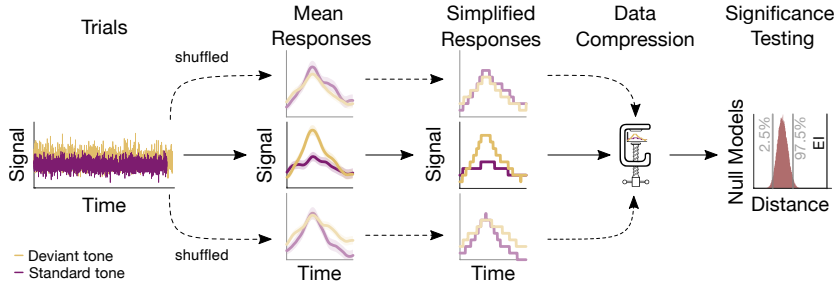 Trials
Mean
Responses
Simplified
Responses
Data
Compression
Significance
Testing
shuffled
Signal
Time
Signal
Signal
2.5%
97.5%
EI
Null Models
Distance
shuffled
Time
Time
Deviant tone
Standard tone